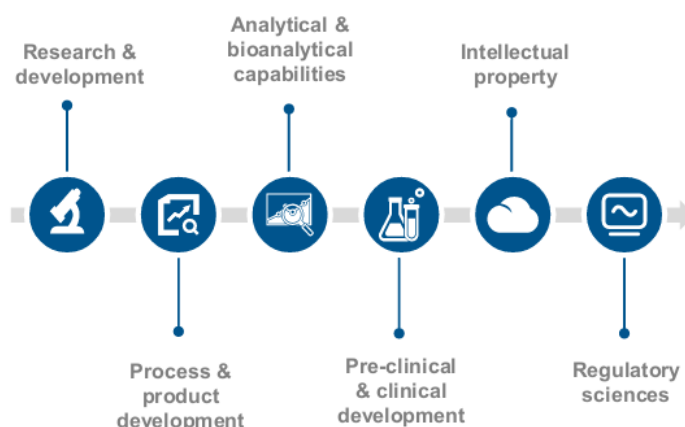 Research &
development
Analytical &
bioanalytical
capabilities
Intellectual
property
Process &
product
development
Pre-clinical
& clinical
development
Regulatory
sciences